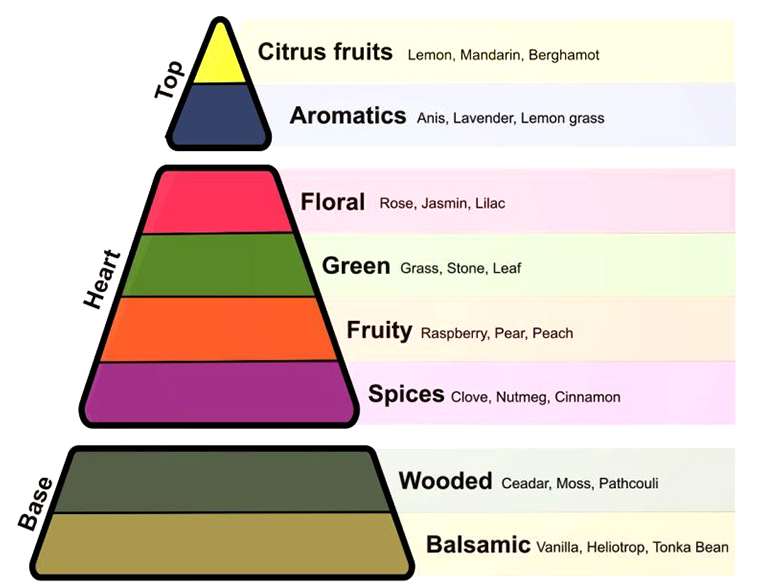 Top
Citrus fruits Lemon, Mandarin, Berghamot
Aromatics Anis, Lavender, Lemon grass
Heart
Floral Rose, Jasmin, Lilac
Green Grass, Stone, Leaf
Fruity Raspberry, Pear, Peach
Spices Clove, Nutmeg, Cinnamon
Base
Wooded Ceadar, Moss, Pathcouli
Balsamic Vanilla, Heliotrop, Tonka Bean